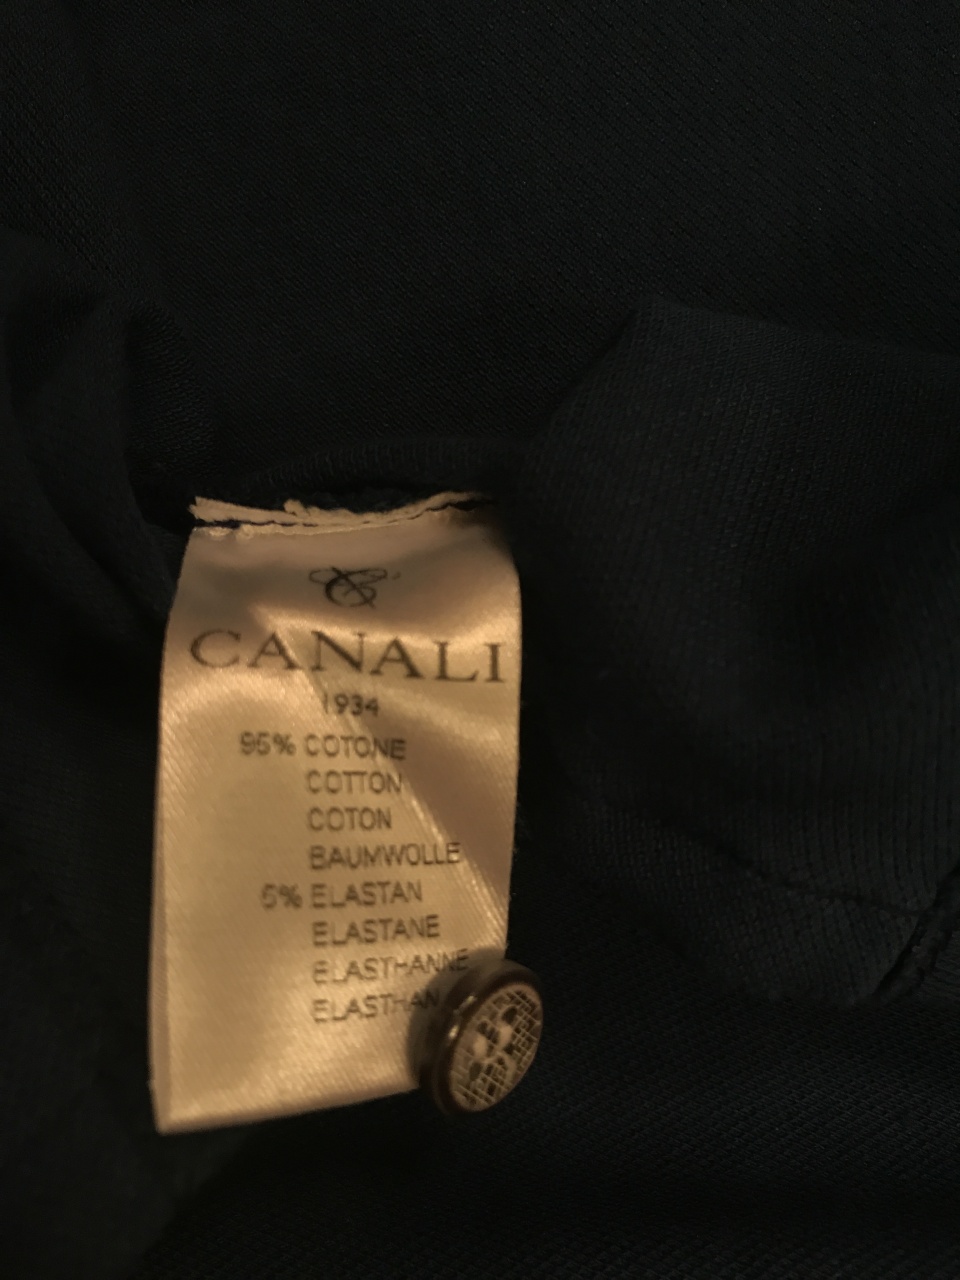 CANALI
1934
95% COTONE
COTTON
COTON
BAUMWOLLE
5% ELASTAN
ELASTANE
ELASTHANNE
ELASTHAN